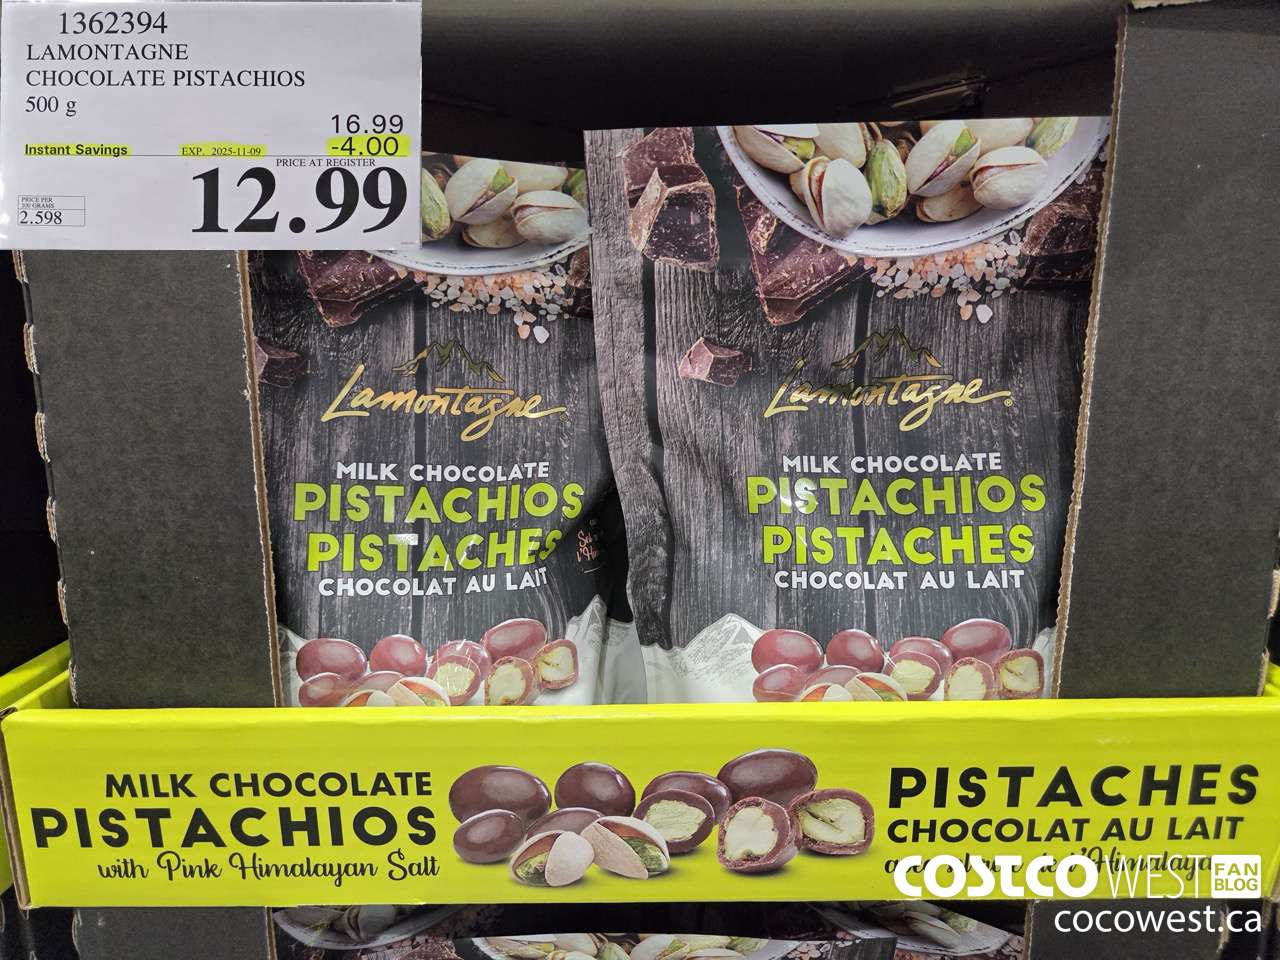 1362394
LAMONTAGNE
CHOCOLATE PISTACHIOS
500 g
16.99
Instant Savings EXP. 2025-11-09 -4.00
PRICE AT REGISTER
12.99
PRICE PER
100 GRAMS
2.598
Lamontagne
MILK CHOCOLATE
PISTACHIOS
PISTACHES
CHOCOLAT AU LAIT
Lamontagne®
MILK CHOCOLATE
PISTACHIOS
PISTACHES
CHOCOLAT AU LAIT
MILK CHOCOLATE
PISTACHIOS
with Pink Himalayan Salt
PISTACHES
CHOCOLAT AU LAIT
l'Himalaya
COSTCO WEST FAN BLOG
cocowest.ca